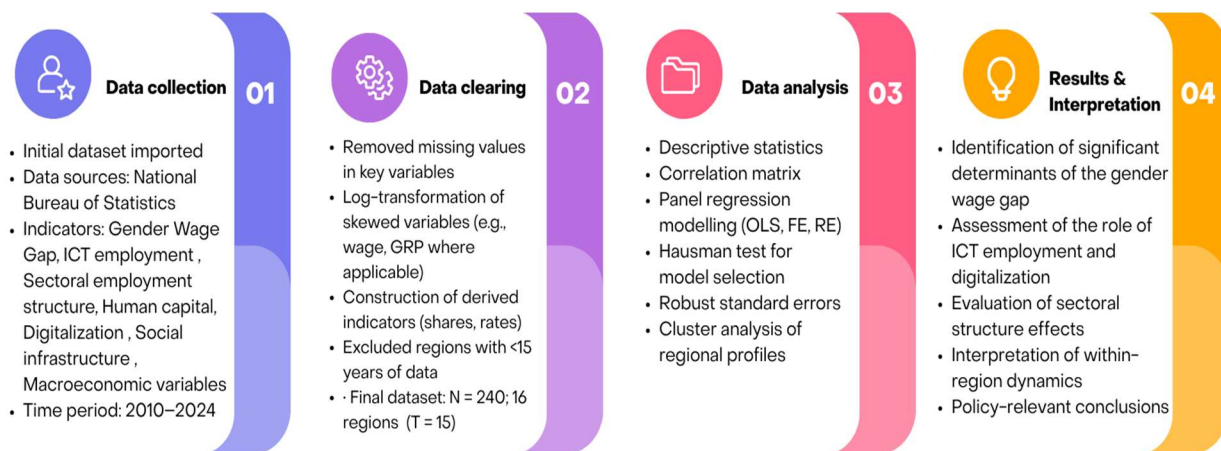 Data collection
01
• Initial dataset imported
• Data sources: National
Bureau of Statistics
• Indicators: Gender Wage
Gap, ICT employment ,
Sectoral employment
structure, Human capital,
Digitalization , Social
infrastructure ,
Macroeconomic variables
• Time period: 2010–2024
Data clearing
02
• Removed missing values
in key variables
• Log-transformation of
skewed variables (e.g.,
wage, GRP where
applicable)
• Construction of derived
indicators (shares, rates)
• Excluded regions with <15
years of data
• · Final dataset: N = 240; 16
regions (T = 15)
Data analysis
03
• Descriptive statistics
• Correlation matrix
• Panel regression
modelling (OLS, FE, RE)
• Hausman test for
model selection
• Robust standard errors
• Cluster analysis of
regional profiles
Results &
Interpretation
04
• Identification of significant
determinants of the gender
wage gap
• Assessment of the role of
ICT employment and
digitalization
• Evaluation of sectoral
structure effects
• Interpretation of within-
region dynamics
• Policy-relevant conclusions